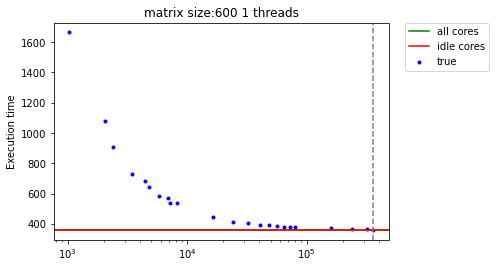 matrix size:600 1 threads
all cores
idle cores
true
Execution time
1600
1400
1200
1000
800
600
400
10³
10⁴
10⁵